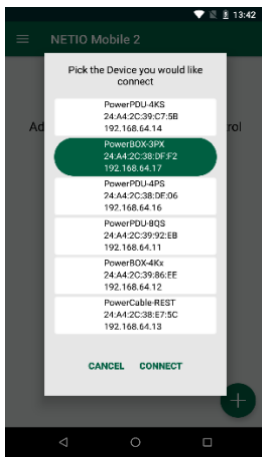 13:42
NETIO Mobile 2
Pick the Device you would like
connect
Ad
rol
PowerPDU-4KS
24:A4:2C:39:C7:5B
192.168.64.14
PowerBOX-3PX
24:A4:2C:38:DF:F2
192.168.64.17
PowerPDU-4PS
24:A4:2C:38:DE:06
192.168.64.16
PowerPDU-8QS
24:A4:2C:39:92:EB
192.168.64.11
PowerBOX-4Kx
24:A4:2C:39:86:EE
192.168.64.12
PowerCable-REST
24:A4:2C:38:E7:5C
192.168.64.13
CANCEL CONNECT